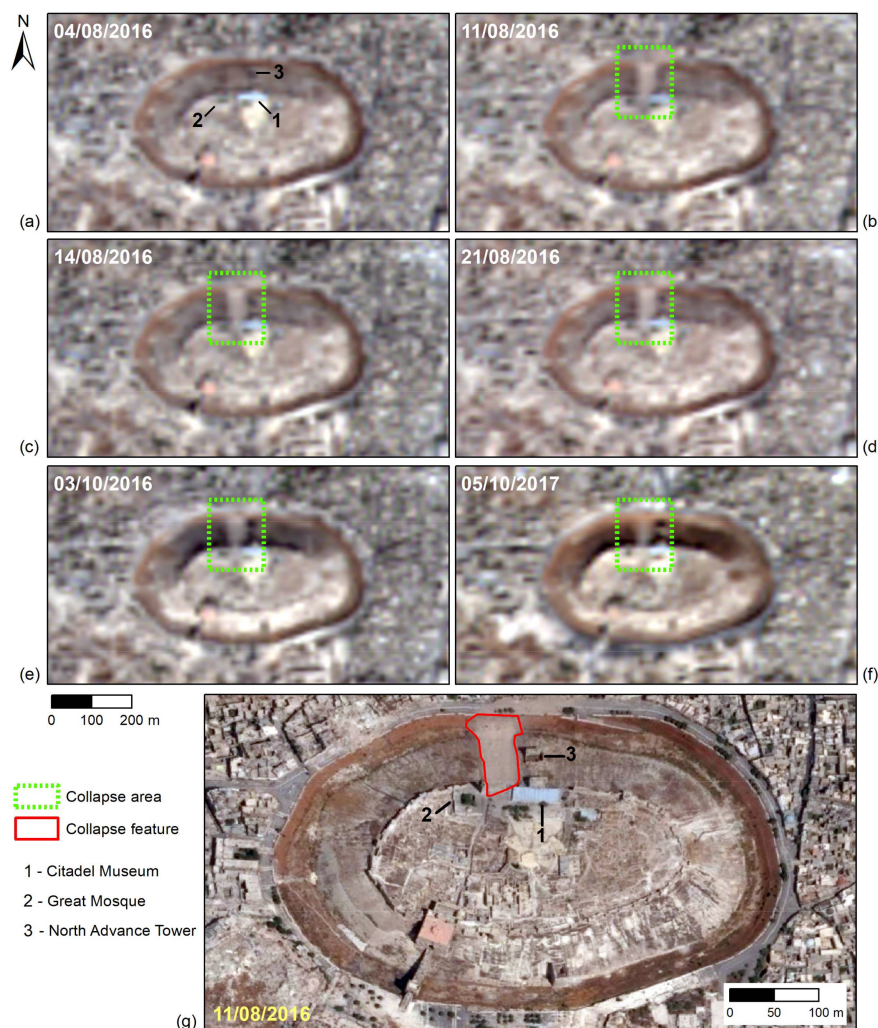 N
04/08/2016
3
2
1
(a)
11/08/2016
(b)
14/08/2016
(c)
21/08/2016
(d)
03/10/2016
(e)
05/10/2017
(f)
0 100 200 m
Collapse area
Collapse feature
1 - Citadel Museum
2 - Great Mosque
3 - North Advance Tower
3
2
1
11/08/2016
0 50 100 m
(g)